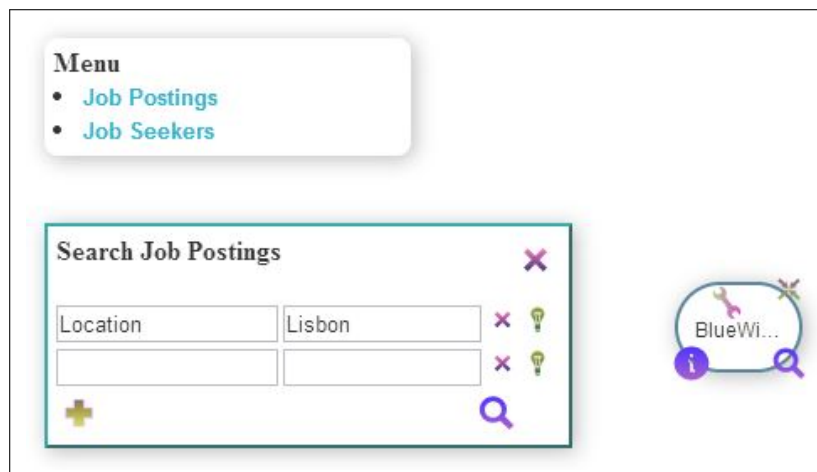 Menu
Job Postings
Job Seekers
Search Job Postings
Location Lisbon
BlueWi...
i